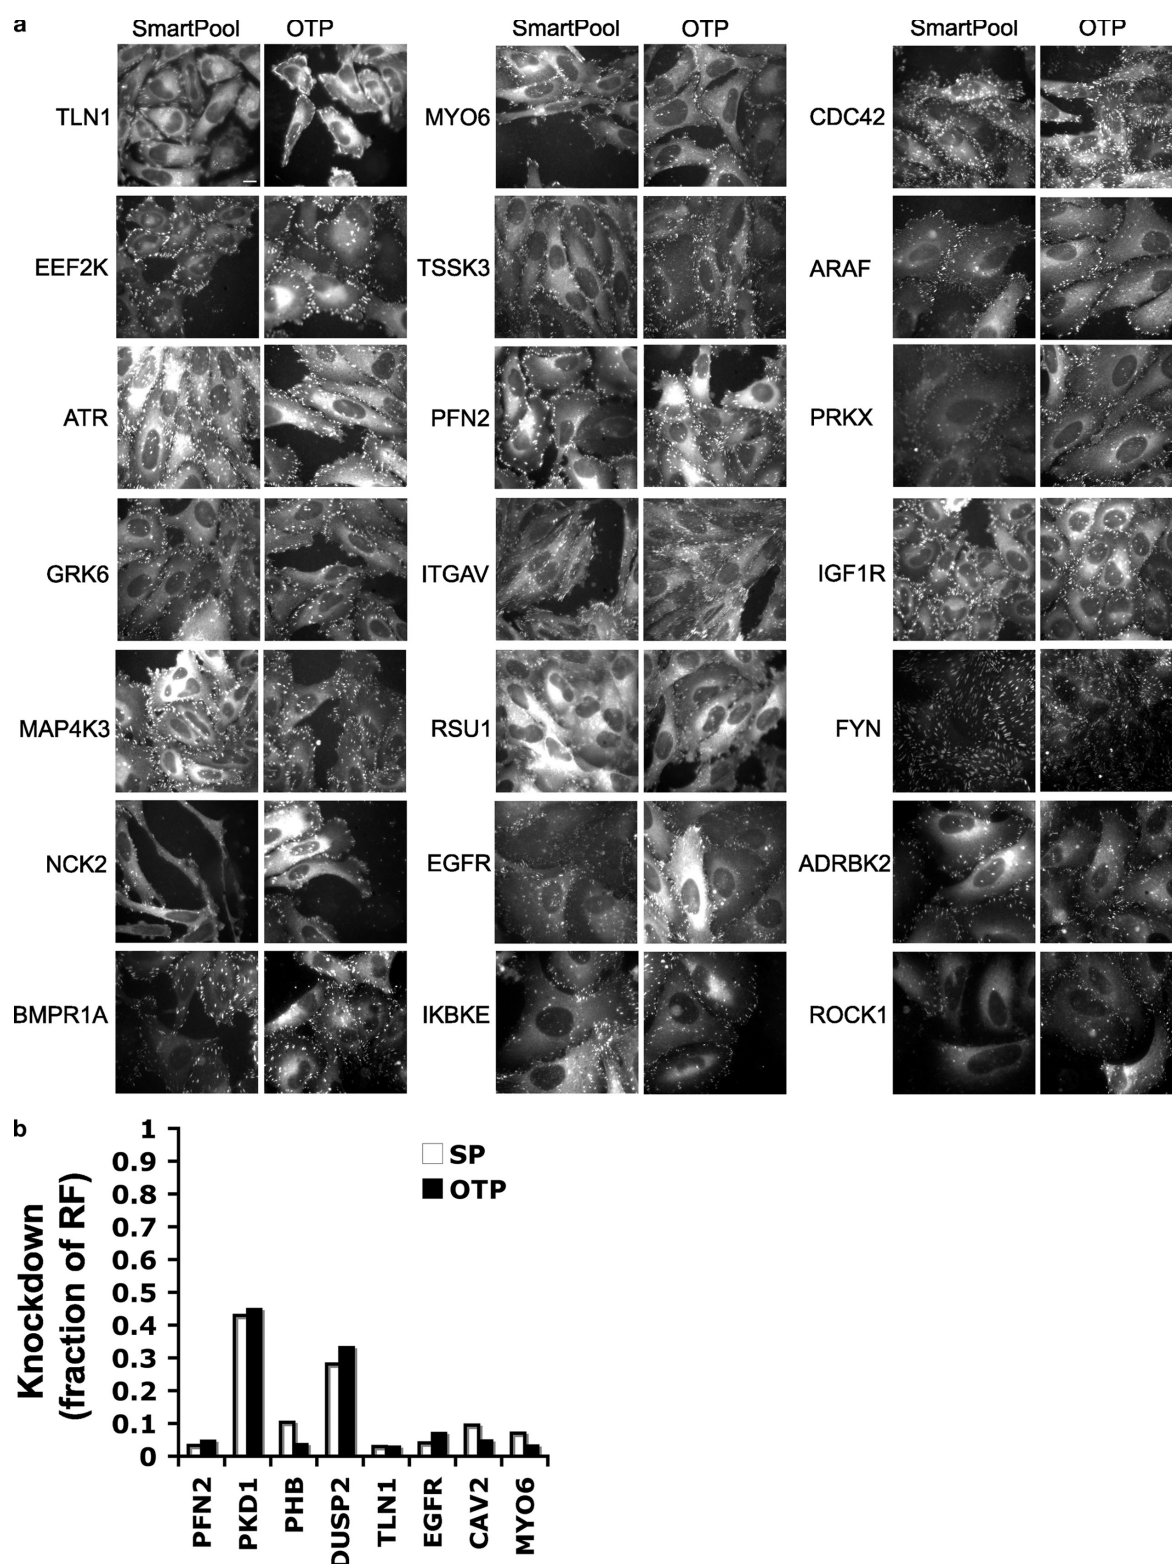 a
SmartPool OTP SmartPool OTP SmartPool OTP
TLN1 MYO6 CDC42
EEF2K TSSK3 ARAF
ATR PFN2 PRKX
GRK6 ITGAV IGF1R
MAP4K3 RSU1 FYN
NCK2 EGFR ADRBK2
BMPR1A IKBKE ROCK1
b
Knockdown
(fraction of RF)
1
0.9
0.8
0.7
0.6
0.5
0.4
0.3
0.2
0.1
0
SP
OTP
PFN2 PKD1 PHB DUSP2 TLN1 EGFR CAV2 MYO6